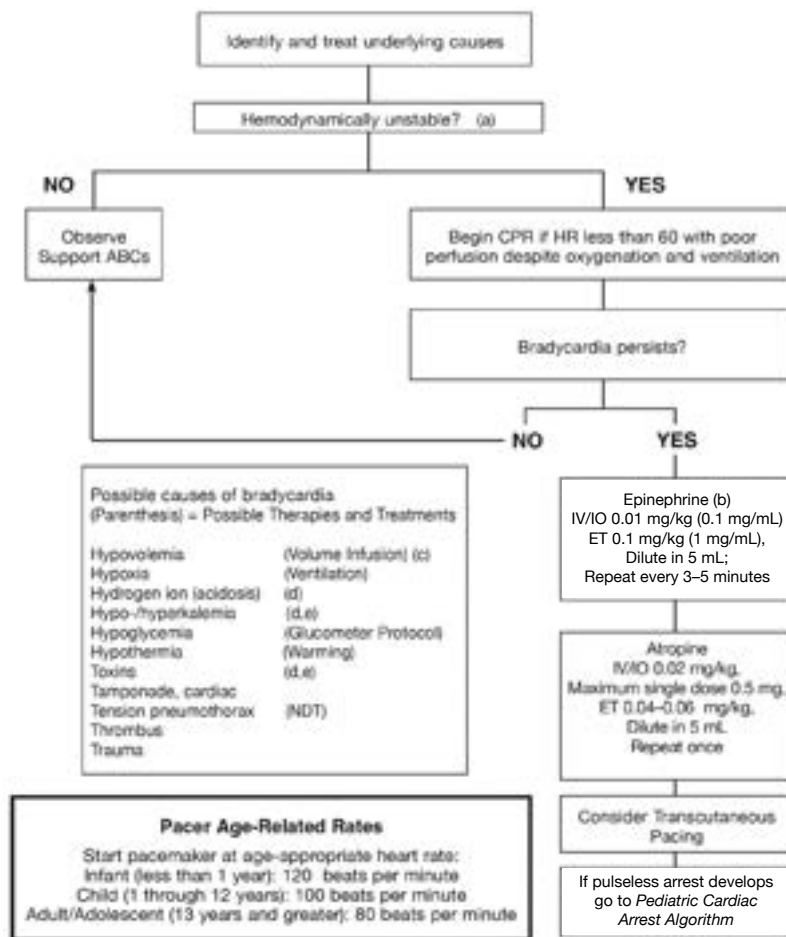 Identify and treat underlying causes
Hemodynamically unstable? (a)
NO
YES
Observe
Support ABCs
Begin CPR if HR less than 60 with poor
perfusion despite oxygenation and ventilation
Bradycardia persists?
NO
YES
Possible causes of bradycardia
(Parenthesis) = Possible Therapies and Treatments
Hypovolemia (Volume Infusion) (c)
Hypoxia (Ventilation)
Hydrogen ion (acidosis) (d)
Hypo-/hyperkalemia (d,e)
Hypoglycemia (Glucometer Protocol)
Hypothermia (Warming)
Toxins (d,e)
Tamponade, cardiac
Tension pneumothorax (NDT)
Thrombus
Trauma
Epinephrine (b)
IV/IO 0.01 mg/kg (0.1 mg/mL)
ET 0.1 mg/kg (1 mg/mL),
Dilute in 5 mL;
Repeat every 3–5 minutes
Atropine
IV/IO 0.02 mg/kg,
Maximum single dose 0.5 mg,
ET 0.04–0.06 mg/kg,
Dilute in 5 mL
Repeat once
Consider Transcutaneous
Pacing
If pulseless arrest develops
go to Pediatric Cardiac
Arrest Algorithm
Pacer Age-Related Rates
Start pacemaker at age-appropriate heart rate:
Infant (less than 1 year): 120 beats per minute
Child (1 through 12 years): 100 beats per minute
Adult/Adolescent (13 years and greater): 80 beats per minute